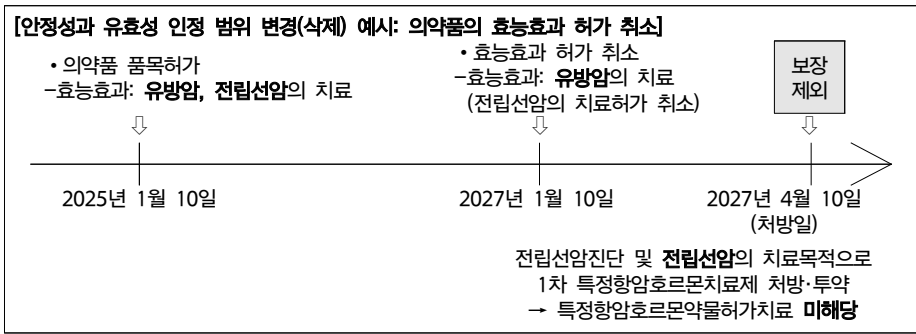 [안정성과 유효성 인정 범위 변경(삭제) 예시: 의약품의 효능효과 허가 취소]
• 의약품 품목허가
-효능효과: 유방암, 전립선암의 치료
• 효능효과 허가 취소
-효능효과: 유방암의 치료
(전립선암의 치료허가 취소)
보장
제외
2025년 1월 10일
2027년 1월 10일
2027년 4월 10일
(처방일)
전립선암진단 및 전립선암의 치료목적으로
1차 특정항암호르몬치료제 처방·투약
→ 특정항암호르몬약물허가치료 미해당